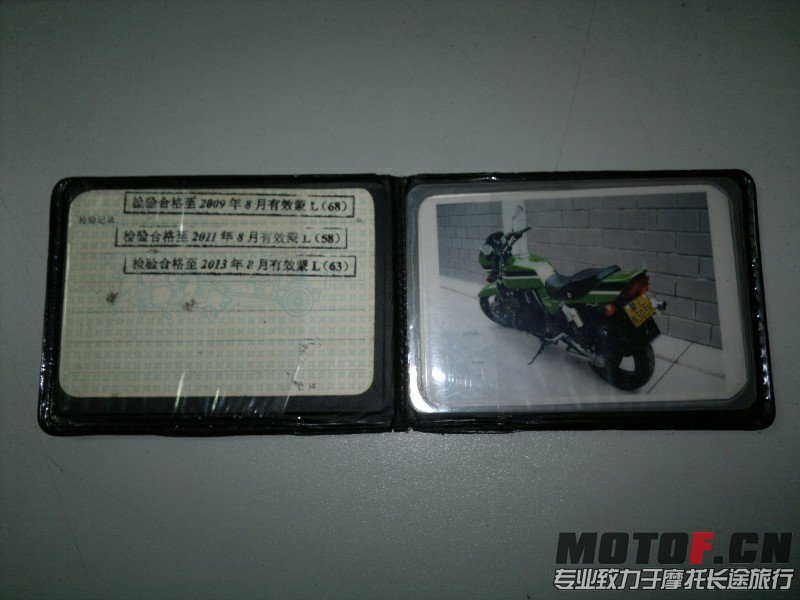 检验合格至2009年8月有效蒙L(68)
检验记录
检验合格至2011年8月有效蒙L(58)
检验合格至2013年8月有效蒙L(63)
MOTOF.CN
专业致力于摩托长途旅行